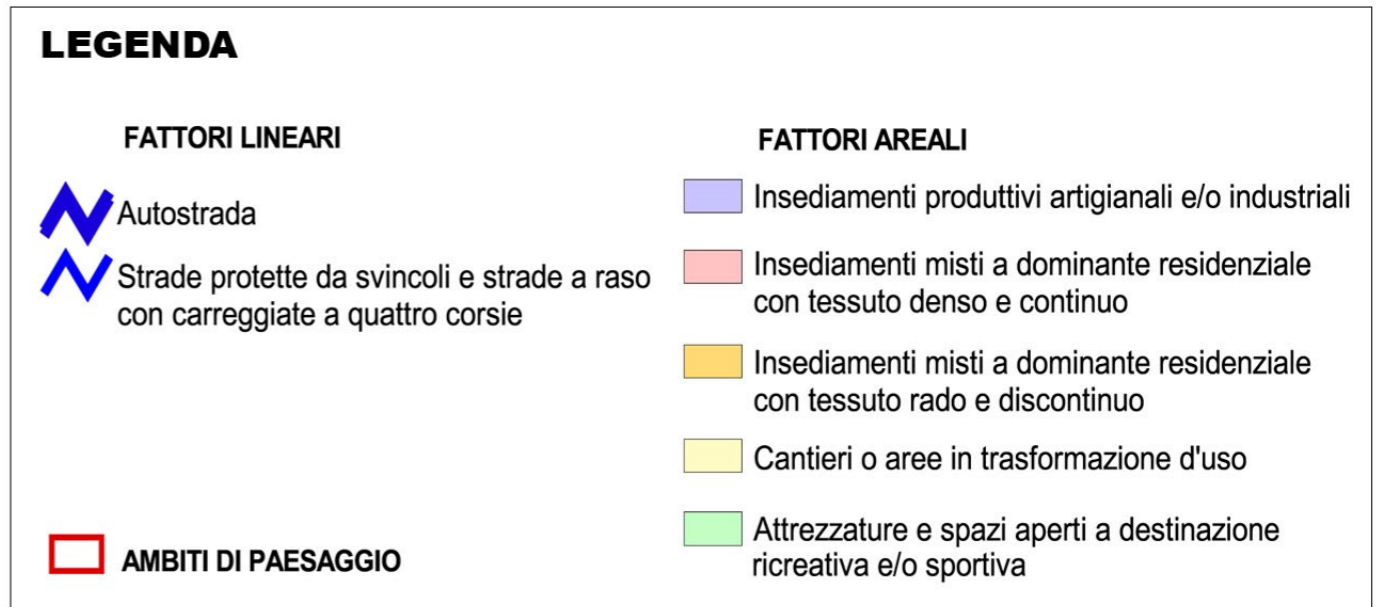 LEGENDA
FATTORI LINEARI
Autostrada
Strade protette da svincoli e strade a raso
con carreggiate a quattro corsie
AMBITI DI PAESAGGIO
FATTORI AREALI
Insediamenti produttivi artigianali e/o industriali
Insediamenti misti a dominante residenziale
con tessuto denso e continuo
Insediamenti misti a dominante residenziale
con tessuto rado e discontinuo
Cantieri o aree in trasformazione d'uso
Attrezzature e spazi aperti a destinazione
ricreativa e/o sportiva